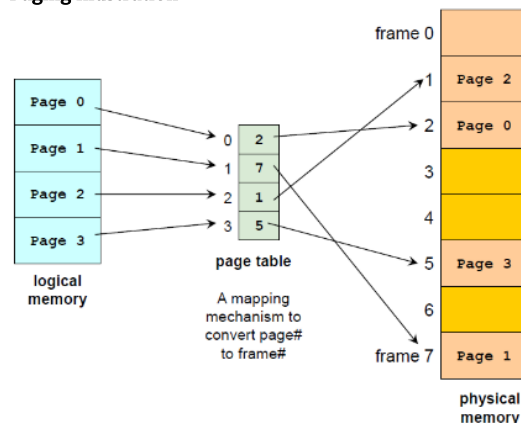 frame 0
Page 0
Page 1
Page 2
Page 3
logical
memory
0 2
1 7
2 1
3 5
page table
A mapping
mechanism to
convert page#
to frame#
1 Page 2
2 Page 0
3
4
5 Page 3
6
frame 7 Page 1
physical
memory